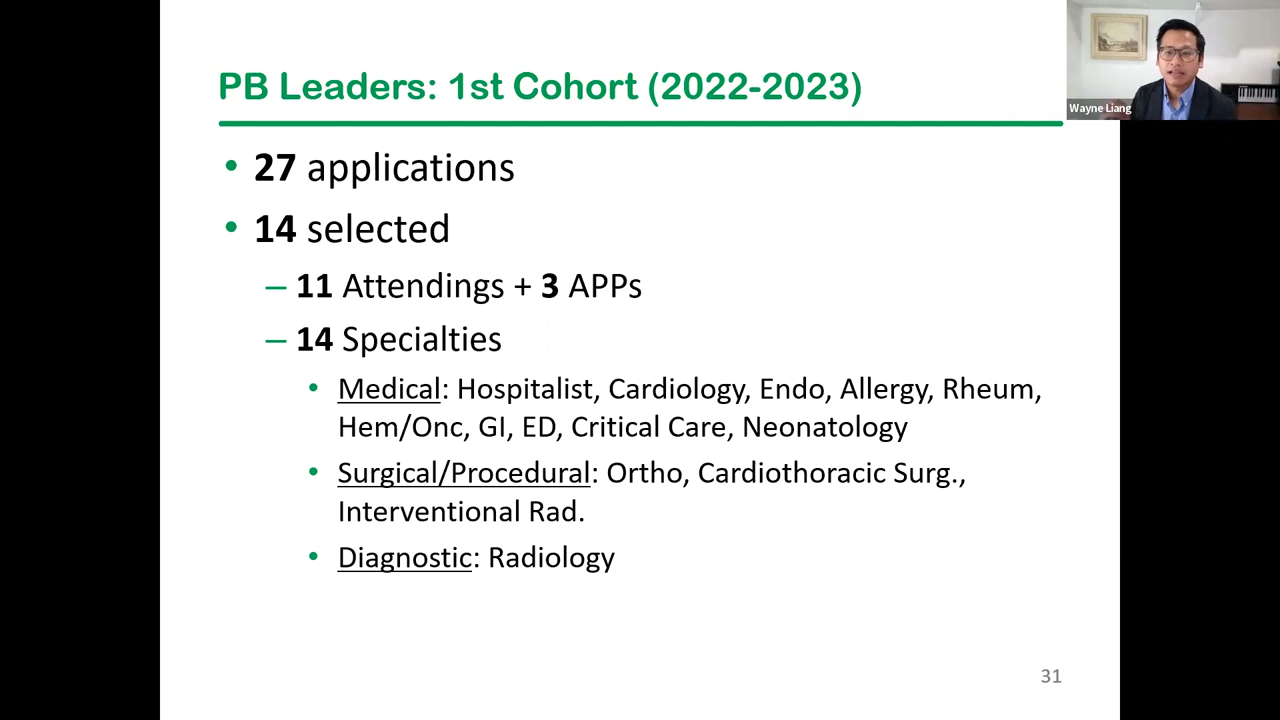 PB Leaders: 1st Cohort (2022-2023)
Wayne Liang
• 27 applications
• 14 selected
– 11 Attendings + 3 APPs
– 14 Specialties
• Medical: Hospitalist, Cardiology, Endo, Allergy, Rheum,
Hem/Onc, GI, ED, Critical Care, Neonatology
• Surgical/Procedural: Ortho, Cardiothoracic Surg.,
Interventional Rad.
• Diagnostic: Radiology
31